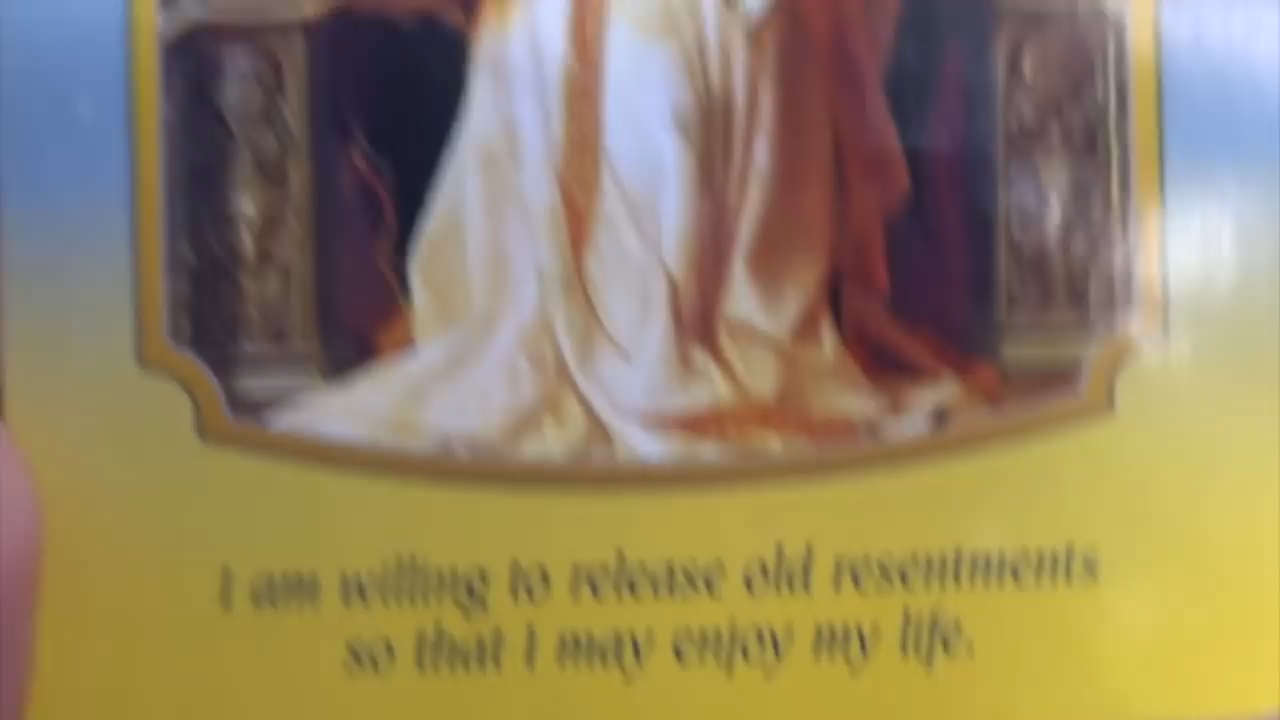 I am willing to release old resentments
so that I may enjoy my life.